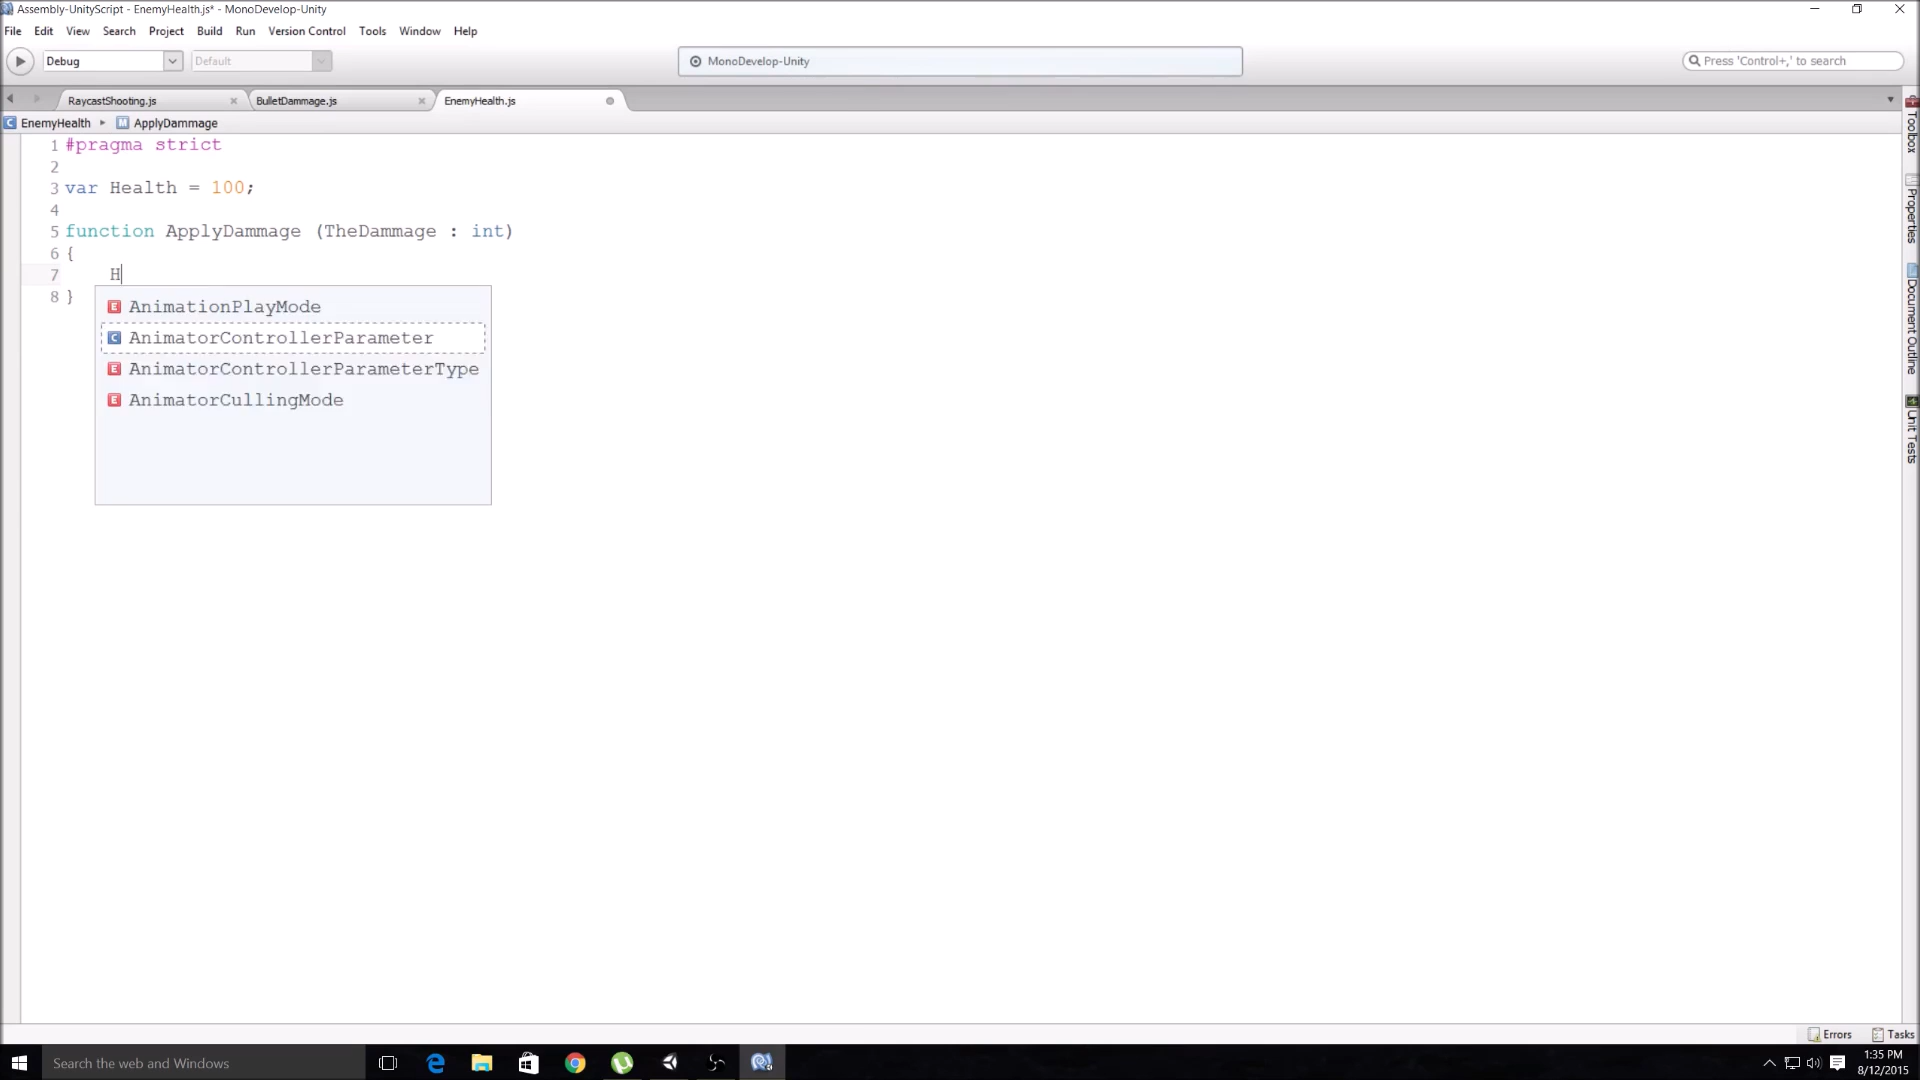 Assembly-UnityScript - EnemyHealth.js* - MonoDevelop-Unity
File Edit View Search Project Build Run Version Control Tools Window Help
Debug Default MonoDevelop-Unity Press 'Control+,' to search
RaycastShooting.js BulletDammage.js EnemyHealth.js
EnemyHealth ApplyDammage
1 #pragma strict
2
3 var Health = 100;
4
5 function ApplyDammage (TheDammage : int)
6 {
7 H
8 }
AnimationPlayMode
AnimatorControllerParameter
AnimatorControllerParameterType
AnimatorCullingMode
Toolbox
Properties
Document Outline
Unit Tests
Errors Tasks
Search the web and Windows
1:35 PM
8/12/2015